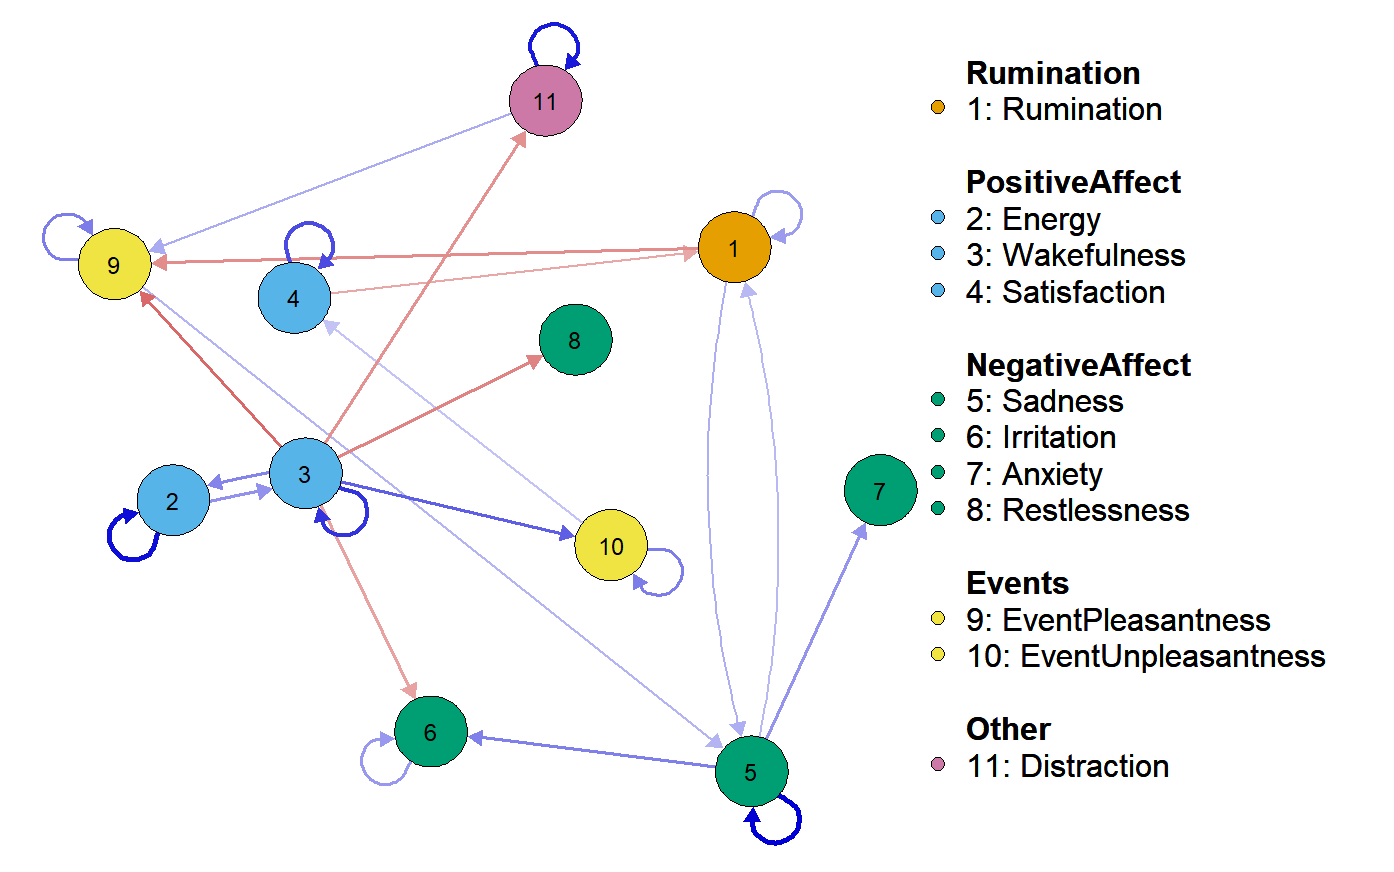 11
9
4
1
8
3
2
7
10
6
5
Rumination
1: Rumination
PositiveAffect
2: Energy
3: Wakefulness
4: Satisfaction
NegativeAffect
5: Sadness
6: Irritation
7: Anxiety
8: Restlessness
Events
9: EventPleasantness
10: EventUnpleasantness
Other
11: Distraction